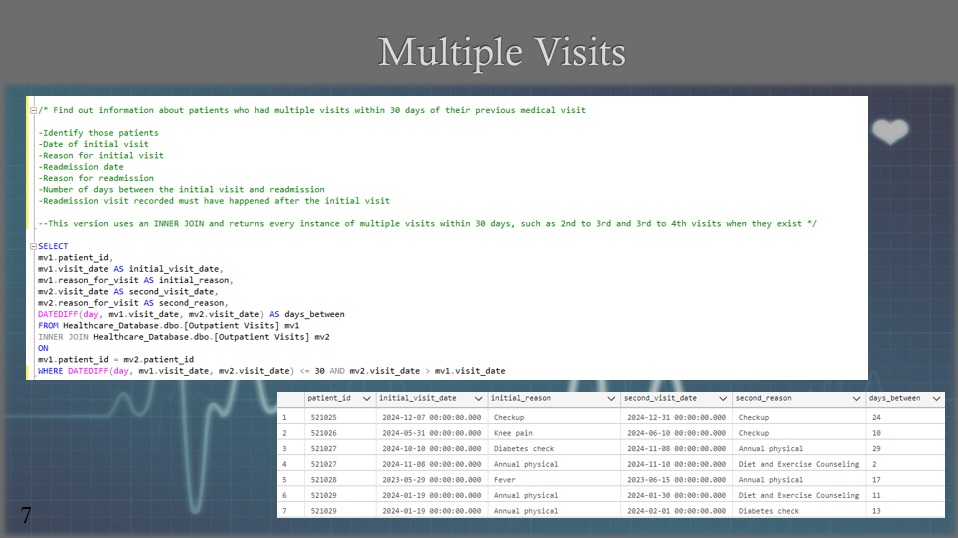 Multiple Visits
/* Find out information about patients who had multiple visits within 30 days of their previous medical visit
-Identify those patients
-Date of initial visit
-Reason for initial visit
-Readmission date
-Reason for readmission
-Number of days between the initial visit and readmission
-Readmission visit recorded must have happened after the initial visit
--This version uses an INNER JOIN and returns every instance of multiple visits within 30 days, such as 2nd to 3rd and 3rd to 4th visits when they exist */
SELECT
mv1.patient_id,
mv1.visit_date AS initial_visit_date,
mv1.reason_for_visit AS initial_reason,
mv2.visit_date AS second_visit_date,
mv2.reason_for_visit AS second_reason,
DATEDIFF(day, mv1.visit_date, mv2.visit_date) AS days_between
FROM Healthcare_Database.dbo.[Outpatient Visits] mv1
INNER JOIN Healthcare_Database.dbo.[Outpatient Visits] mv2
ON
mv1.patient_id = mv2.patient_id
WHERE DATEDIFF(day, mv1.visit_date, mv2.visit_date) <= 30 AND mv2.visit_date > mv1.visit_date
patient_id initial_visit_date initial_reason second_visit_date second_reason days_between
1 521025 2024-12-07 00:00:00.000 Checkup 2024-12-31 00:00:00.000 Checkup 24
2 521026 2024-05-31 00:00:00.000 Knee pain 2024-06-10 00:00:00.000 Checkup 10
3 521027 2024-10-10 00:00:00.000 Diabetes check 2024-11-08 00:00:00.000 Annual physical 29
4 521027 2024-11-08 00:00:00.000 Annual physical 2024-11-10 00:00:00.000 Diet and Exercise Counseling 2
5 521028 2023-05-29 00:00:00.000 Fever 2023-06-15 00:00:00.000 Annual physical 17
6 521029 2024-01-19 00:00:00.000 Annual physical 2024-01-30 00:00:00.000 Diet and Exercise Counseling 11
7 521029 2024-01-19 00:00:00.000 Annual physical 2024-02-01 00:00:00.000 Diabetes check 13
7